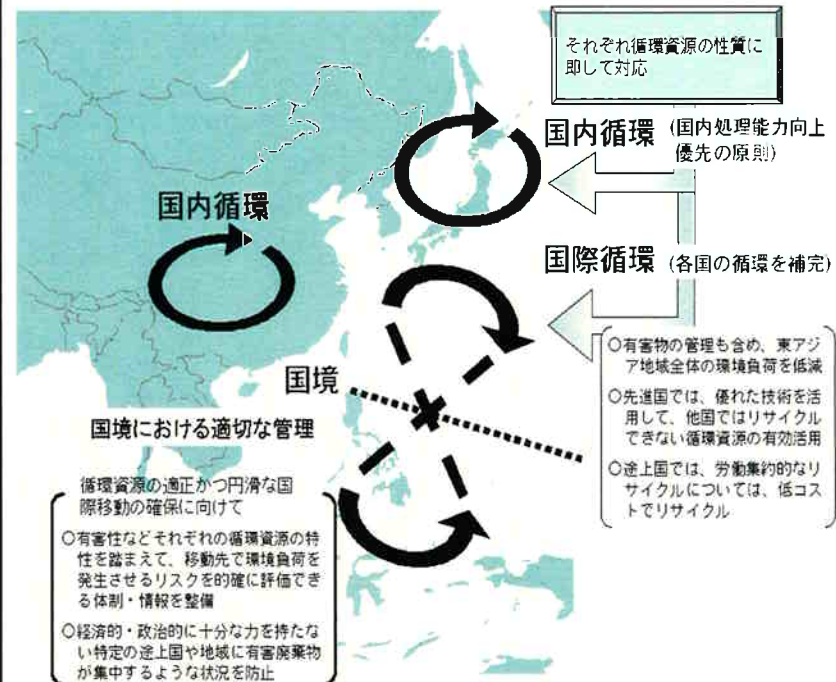 それぞれ循環資源の性質に
即して対応
国内循環 (国内処理能力向上
優先の原則)
国内循環
国際循環 (各国の循環を補完)
○有害物の管理も含め、東アジ
ア地域全体の環境負荷を低減
○先進国では、優れた技術を活
用して、他国ではリサイクル
できない循環資源の有効活用
○途上国では、労働集約的なリ
サイクルについては、低コス
トでリサイクル
国境
国境における適切な管理
循環資源の適正かつ円滑な国
際移動の確保に向けて
○有害性などそれぞれの循環資源の特
性を踏まえて、移動先で環境負荷を
発生させるリスクを的確に評価でき
る体制・情報を整備
○経済的・政治的に十分な力を持たな
い特定の途上国や地域に有害廃棄物
が集中するような状況を防止